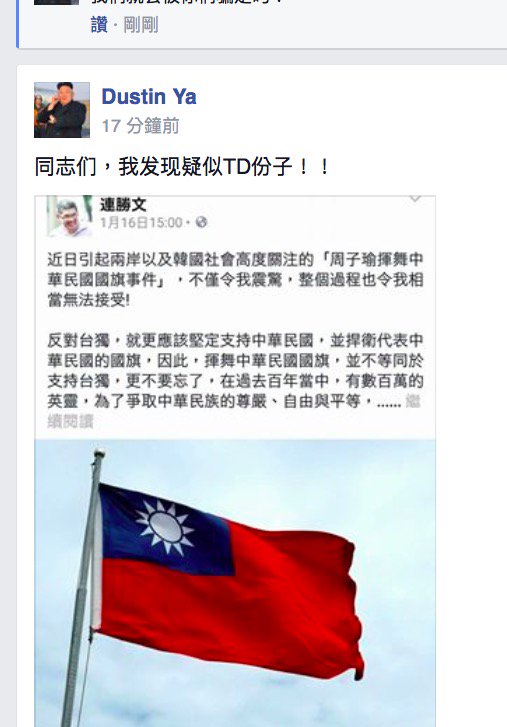 讚 · 剛剛
Dustin Ya
17 分鐘前
同志们，我发现疑似TD份子！！
連勝文
1月16日15:00 ·
近日引起兩岸以及韓國社會高度關注的「周子瑜揮舞中
華民國國旗事件」，不僅令我震驚，整個過程也令我相
當無法接受!
反對台獨，就更應該堅定支持中華民國，並捍衛代表中
華民國的國旗，因此，揮舞中華民國國旗，並不等同於
支持台獨，更不要忘了，在過去百年當中，有數百萬的
英靈，為了爭取中華民族的尊嚴、自由與平等，...... 繼
續閱讀